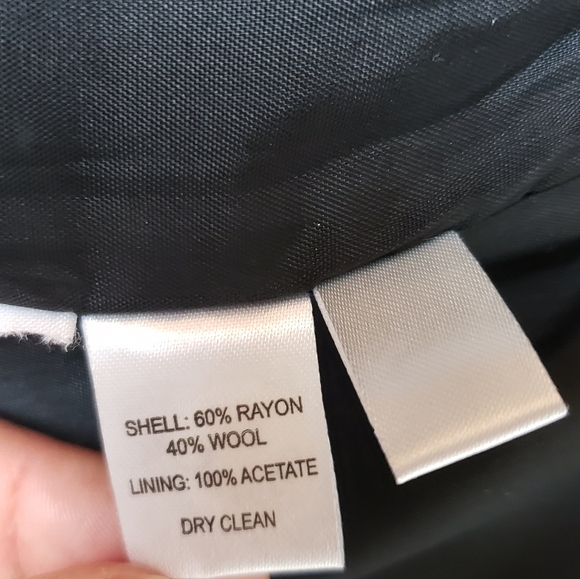 SHELL: 60% RAYON
40% WOOL
LINING: 100% ACETATE
DRY CLEAN